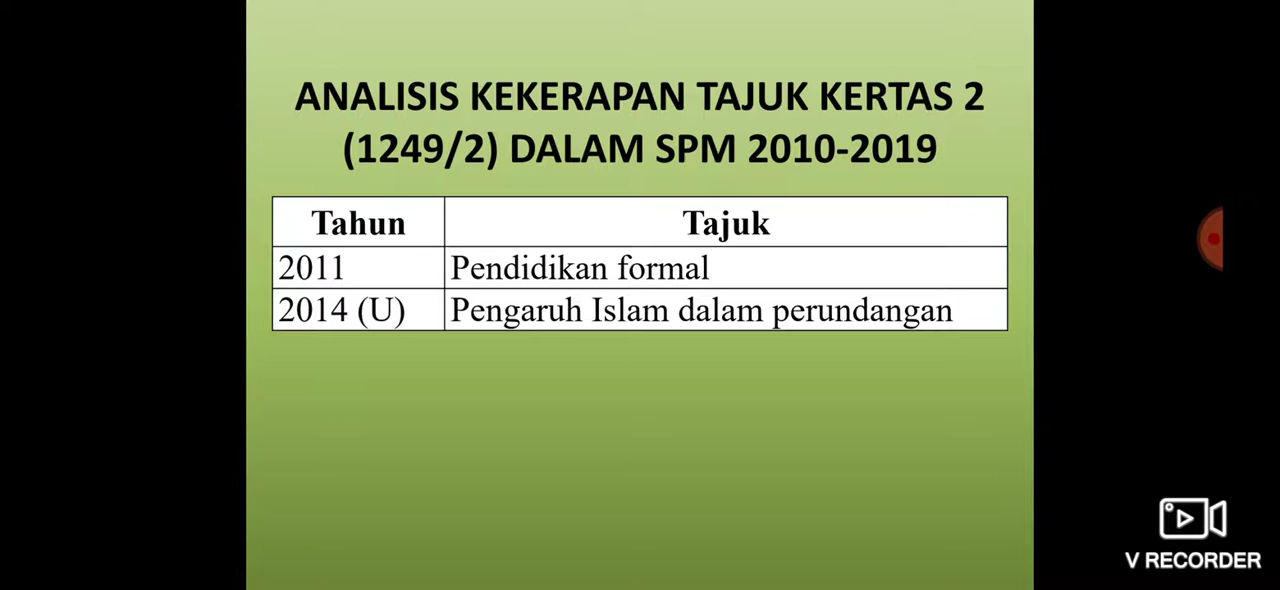 ANALISIS KEKERAPAN TAJUK KERTAS 2
(1249/2) DALAM SPM 2010-2019
Tahun Tajuk
2011 Pendidikan formal
2014 (U) Pengaruh Islam dalam perundangan
V RECORDER